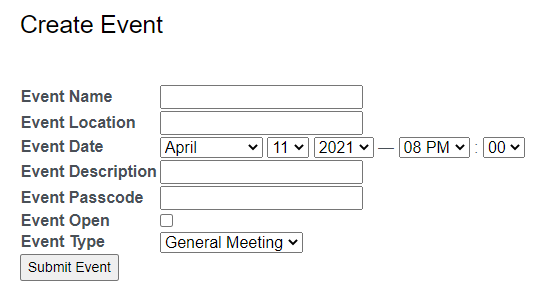 Create Event
Event Name
Event Location
Event Date April 11 2021 — 08 PM : 00
Event Description
Event Passcode
Event Open
Event Type General Meeting
Submit Event